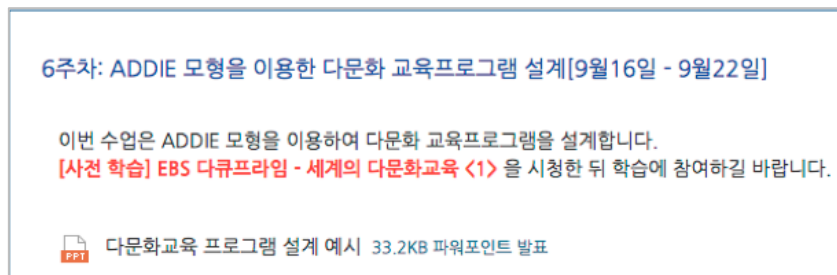 6주차: ADDIE 모형을 이용한 다문화 교육프로그램 설계[9월16일 - 9월22일]
이번 수업은 ADDIE 모형을 이용하여 다문화 교육프로그램을 설계합니다.
[사전 학습] EBS 다큐프라임 - 세계의 다문화교육 <1> 을 시청한 뒤 학습에 참여하길 바랍니다.
PPT 다문화교육 프로그램 설계 예시 33.2KB 파워포인트 발표